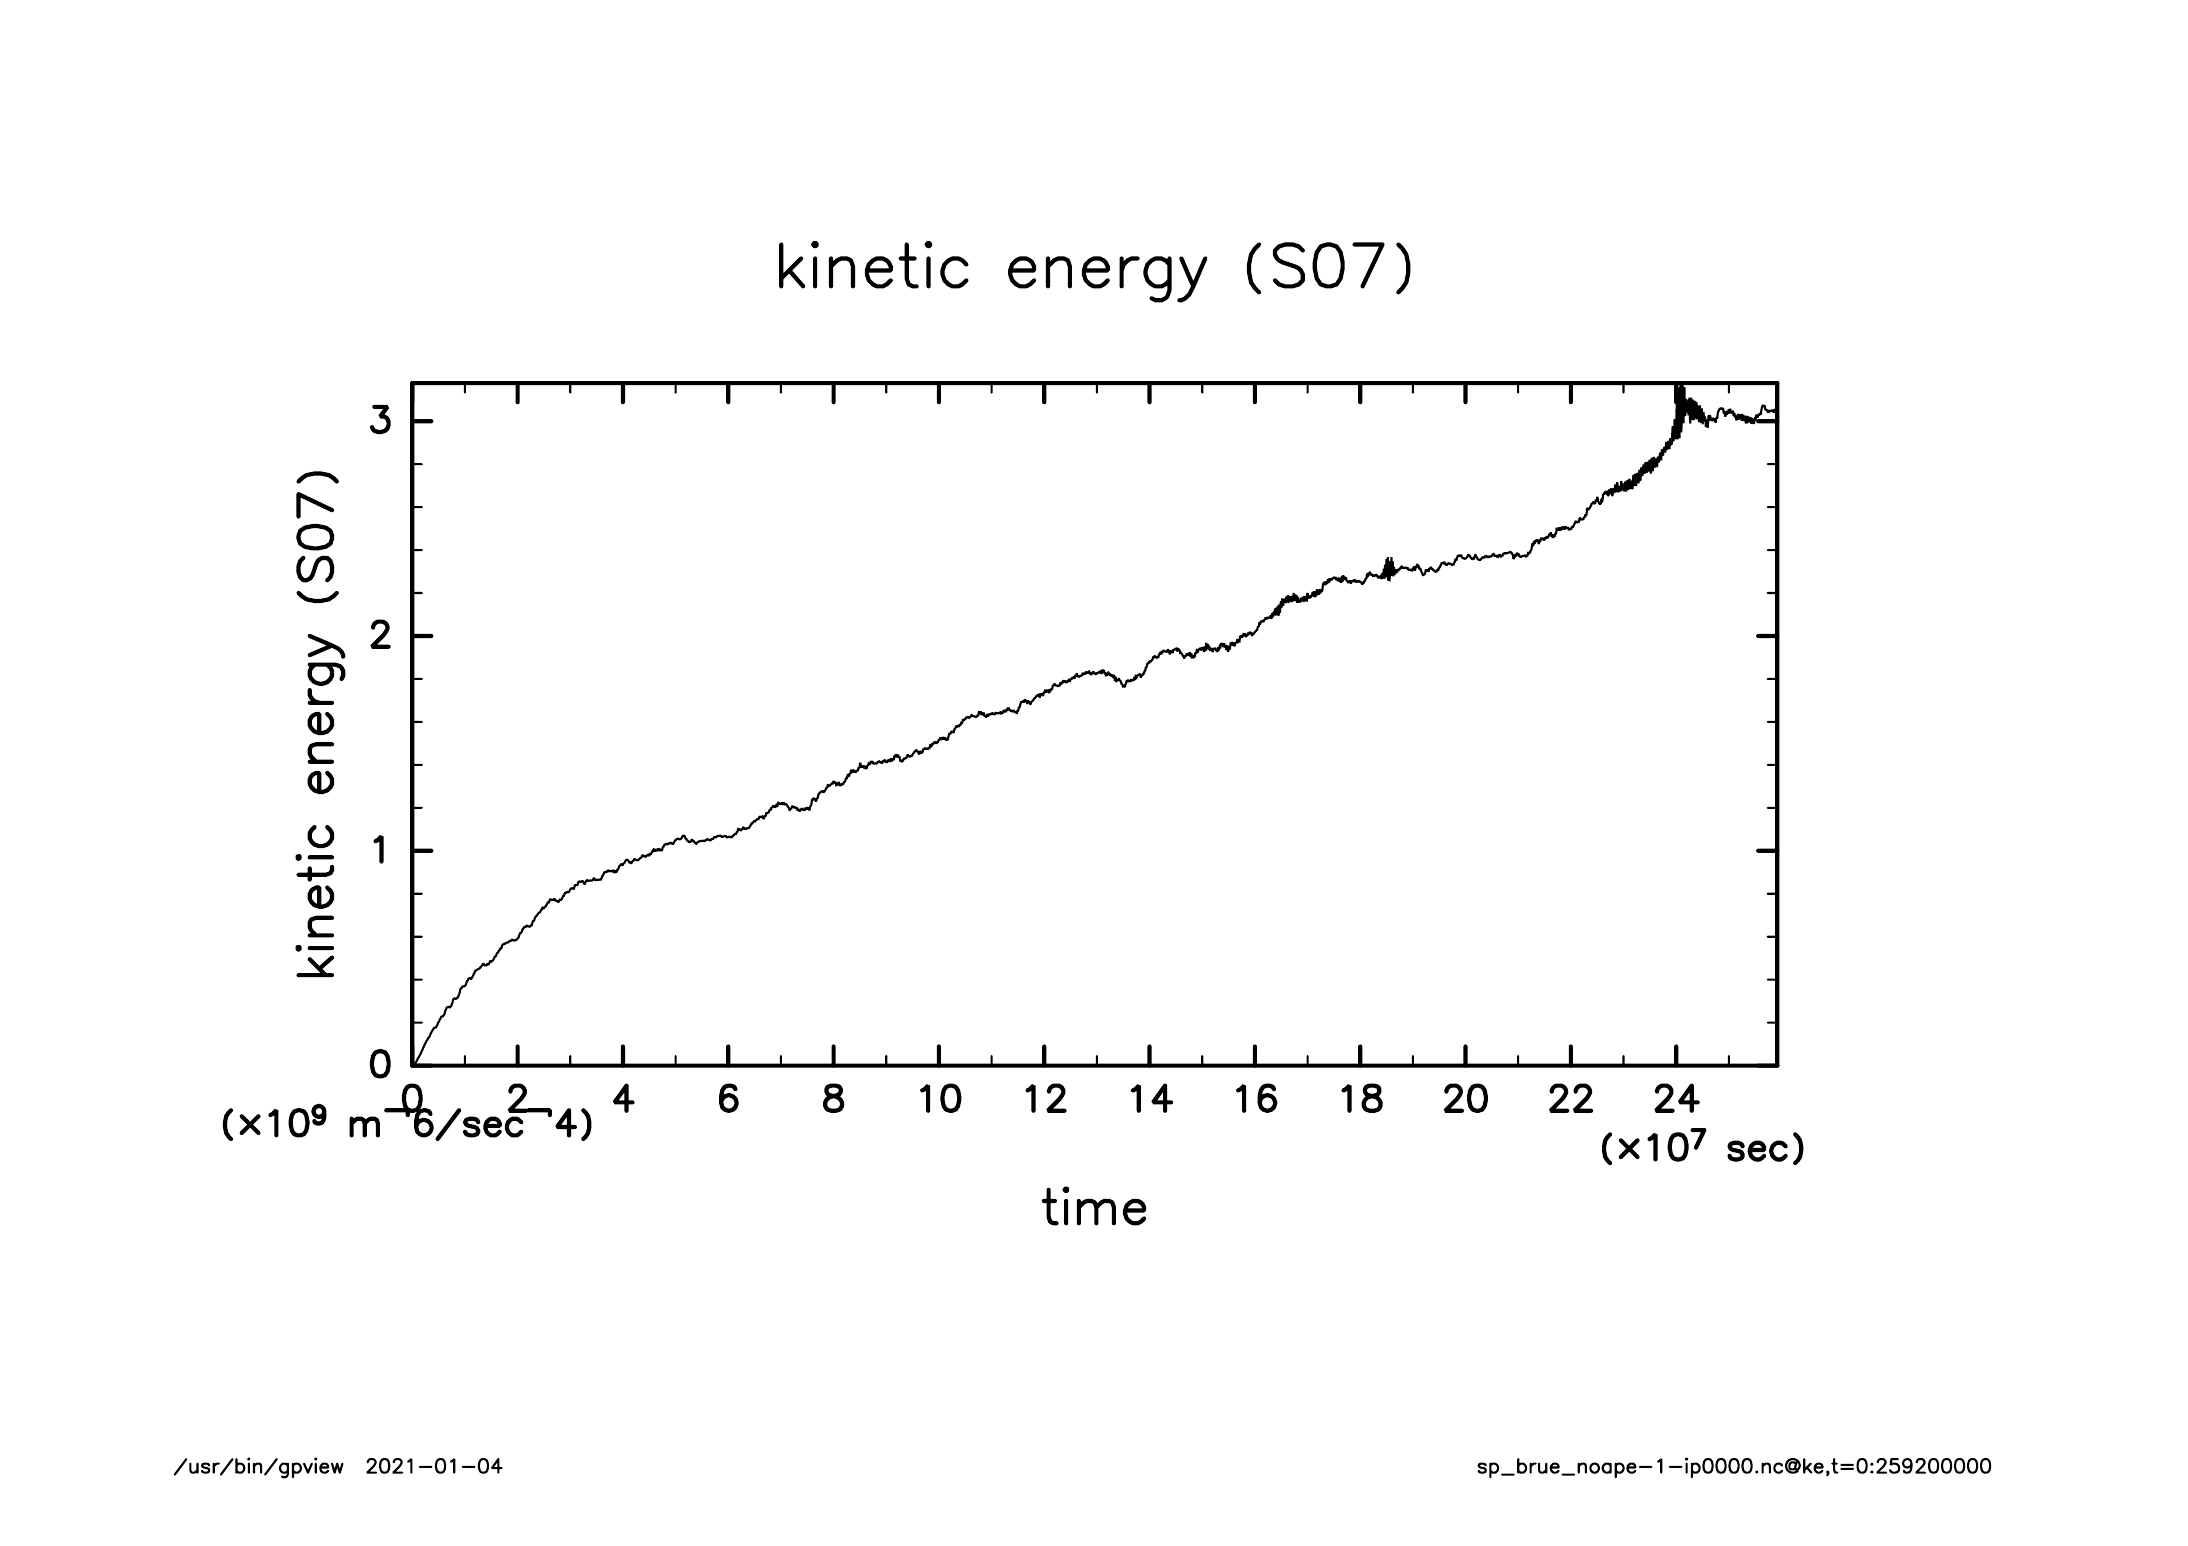 kinetic energy (S07)
kinetic energy (S07)
3
2
1
0
0 2 4 6 8 10 12 14 16 18 20 22 24
(×10⁹ m⁻6/sec⁻4)
(×10⁷ sec)
time
/usr/bin/gpview 2021-01-04
sp_brue_noape-1-ip0000.nc@ke,t=0:259200000